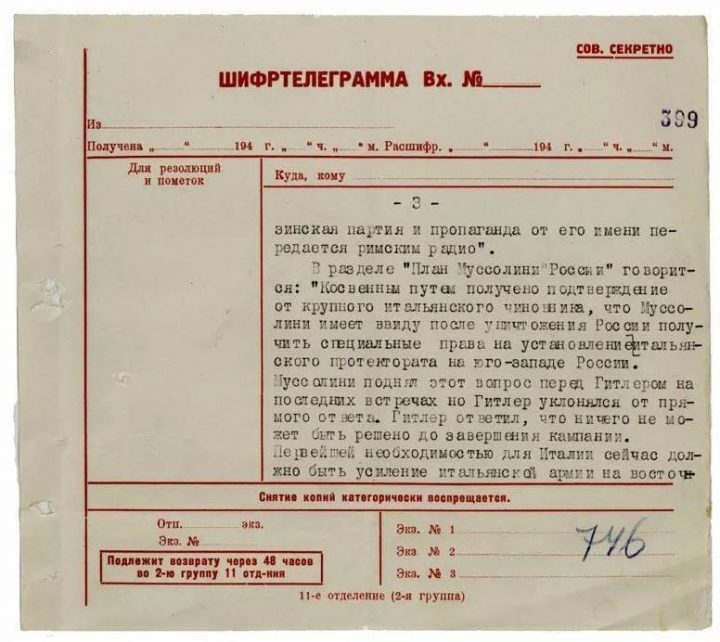 СОВ. СЕКРЕТНО
ШИФРТЕЛЕГРАММА Вх. №
399
Из
Получена „ “ 194 г. „ “ ч. „ “ м. Расшифр. „ “ 194 г. „ “ ч. „ “ м.
Для резолюций
и пометок
Куда, кому
- 3 -
зинская партия и пропаганда от его имени пе-
редается римским радио".
В разделе "План Муссолини"России" говорит-
ся: "Косвенным путем получено подтверждение
от крупного итальянского чиновника, что Муссо-
лини имеет ввиду после уничтожения России полу-
чить специальные права на установление итальян-
ского протектората на юго-западе России.
Муссолини поднял этот вопрос перед Гитлером на
последних встречах но Гитлер уклонялся от пря-
мого ответа. Гитлер ответил, что ничего не мо-
жет быть решено до завершения кампании.
Первейшей необходимостью для Италии сейчас дол-
жно быть усиление итальянской армии на восточ-
Снятие копий категорически воспрещается.
Отп. экз.
Экз. №
Подлежит возврату через 48 часов
во 2-ю группу 11 отд-ния
Экз. № 1
Экз. № 2
Экз. № 3
746
11-е отделение (2-я группа)